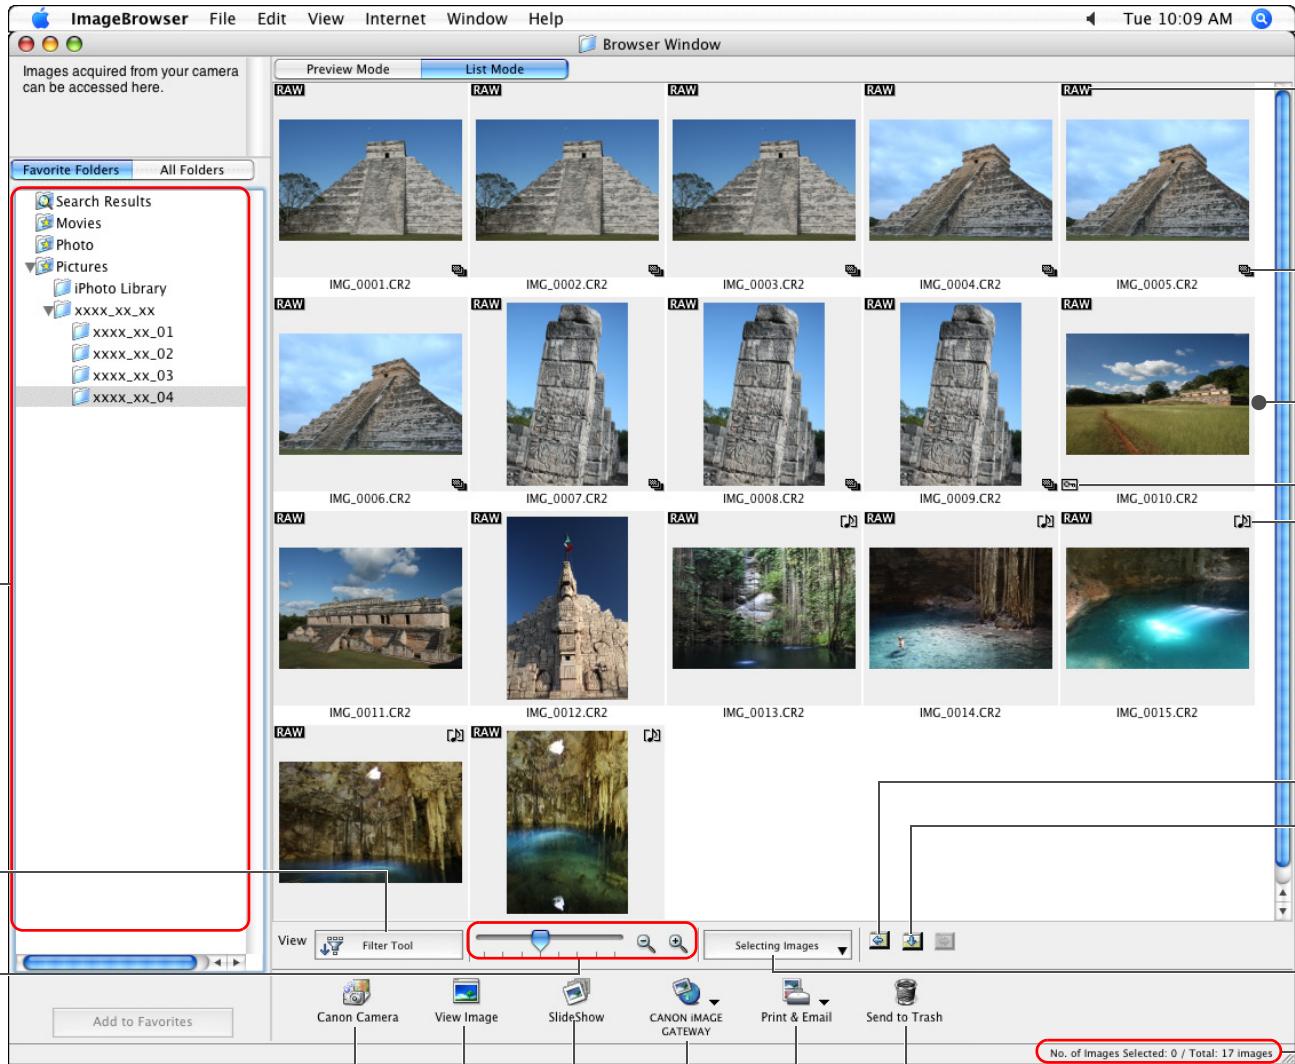 ImageBrowser File Edit View Internet Window Help Tue 10:09 AM
Browser Window
Images acquired from your camera
can be accessed here.
Preview Mode List Mode
Favorite Folders All Folders
Search Results
Movies
Photo
Pictures
iPhoto Library
xxxx_xx_xx
xxxx_xx_01
xxxx_xx_02
xxxx_xx_03
xxxx_xx_04
RAW RAW RAW RAW RAW
IMG_0001.CR2 IMG_0002.CR2 IMG_0003.CR2 IMG_0004.CR2 IMG_0005.CR2
RAW RAW RAW RAW RAW
IMG_0006.CR2 IMG_0007.CR2 IMG_0008.CR2 IMG_0009.CR2 IMG_0010.CR2
RAW RAW RAW RAW RAW
IMG_0011.CR2 IMG_0012.CR2 IMG_0013.CR2 IMG_0014.CR2 IMG_0015.CR2
RAW RAW
View Filter Tool Selecting Images
Add to Favorites
Canon Camera View Image SlideShow CANON iMAGE Print & Email Send to Trash
GATEWAY
No. of Images Selected: 0 / Total: 17 images